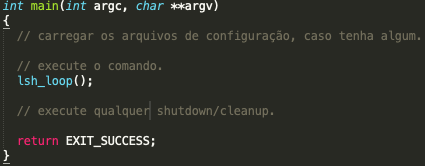 int main(int argc, char **argv)
{
// carregar os arquivos de configuração, caso tenha algum.
// execute o comando.
lsh_loop();
// execute qualquer shutdown/cleanup.
return EXIT_SUCCESS;
}